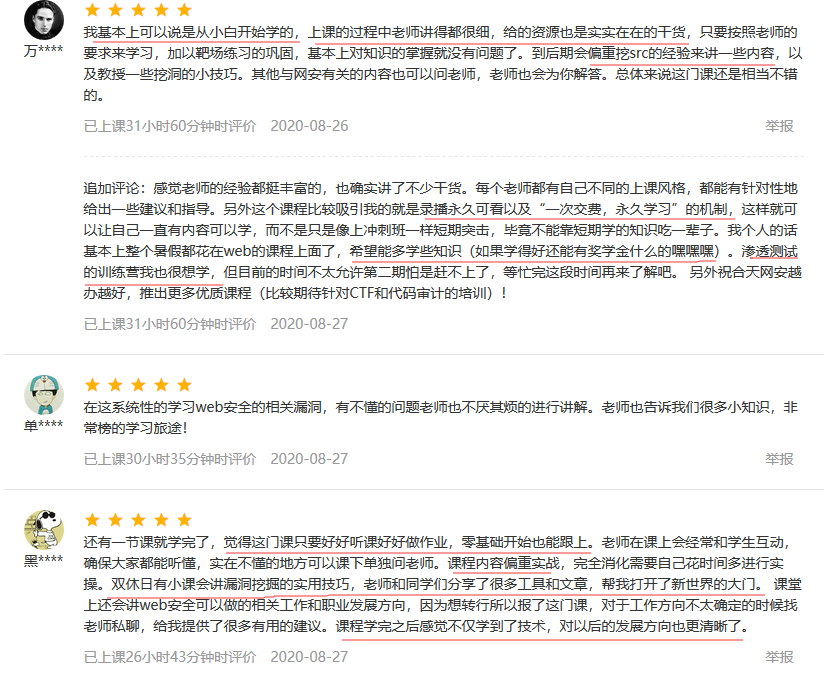 我基本上可以说是从小白开始学的，上课的过程中老师讲得都很细，给的资源也是实实在在的干货，只要按照老师的
万****
要求来学习，加以靶场练习的巩固，基本上对知识的掌握就没有问题了。到后期会偏重挖src的经验来讲一些内容，以
及教授一些挖洞的小技巧。其他与网安有关的内容也可以问老师，老师也会为你解答。总体来说这门课还是相当不错
的。
已上课31小时60分钟时评价 2020-08-26 举报
追加评论：感觉老师的经验都挺丰富的，也确实讲了不少干货。每个老师都有自己不同的上课风格，都能有针对性地
给出一些建议和指导。另外这个课程比较吸引我的就是录播永久可看以及“一次交费，永久学习”的机制，这样就可
以让自己一直有内容可以学，而不是只是像上冲刺班一样短期突击，毕竟不能靠短期学的知识吃一辈子。我个人的话
基本上整个暑假都花在web的课程上面了，希望能多学些知识（如果学得好还能有奖学金什么的嘿嘿嘿）。渗透测试
的训练营我也很想学，但目前的时间不太允许第二期怕是赶不上了，等忙完这段时间再来了解吧。 另外祝合天网安越
办越好，推出更多优质课程（比较期待针对CTF和代码审计的培训）！
已上课31小时60分钟时评价 2020-08-27
在这系统性的学习web安全的相关漏洞，有不懂的问题老师也不厌其烦的进行讲解。老师也告诉我们很多小知识，非
单****
常榜的学习旅途！
已上课30小时35分钟时评价 2020-08-27 举报
还有一节课就学完了，觉得这门课只要好好听课好好做作业，零基础开始也能跟上。老师在课上会经常和学生互动，
黑****
确保大家都能听懂，实在不懂的地方可以课下单独问老师。课程内容偏重实战，完全消化需要自己花时间多进行实
操。双休日有小课会讲漏洞挖掘的实用技巧，老师和同学们分享了很多工具和文章，帮我打开了新世界的大门。 课堂
上还会讲web安全可以做的相关工作和职业发展方向，因为想转行所以报了这门课，对于工作方向不太确定的时候找
老师私聊，给我提供了很多有用的建议。课程学完之后感觉不仅学到了技术，对以后的发展方向也更清晰了。
已上课26小时43分钟时评价 2020-08-27 举报